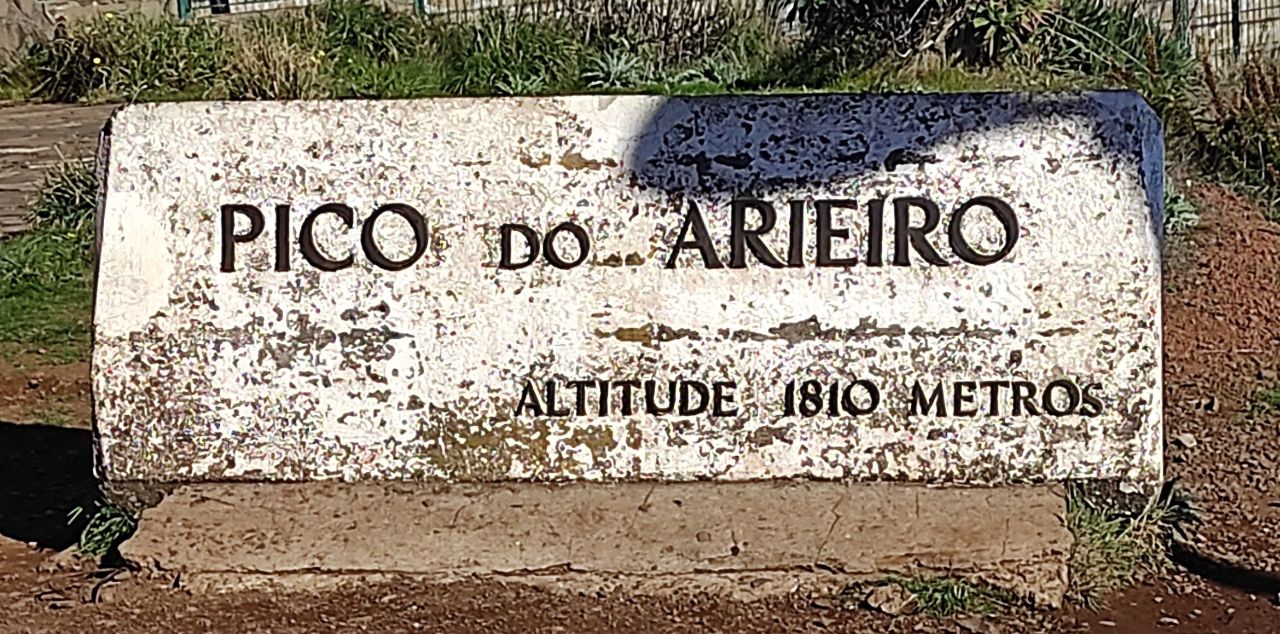 PICO DO ARIEIRO
ALTITUDE 1810 METROS